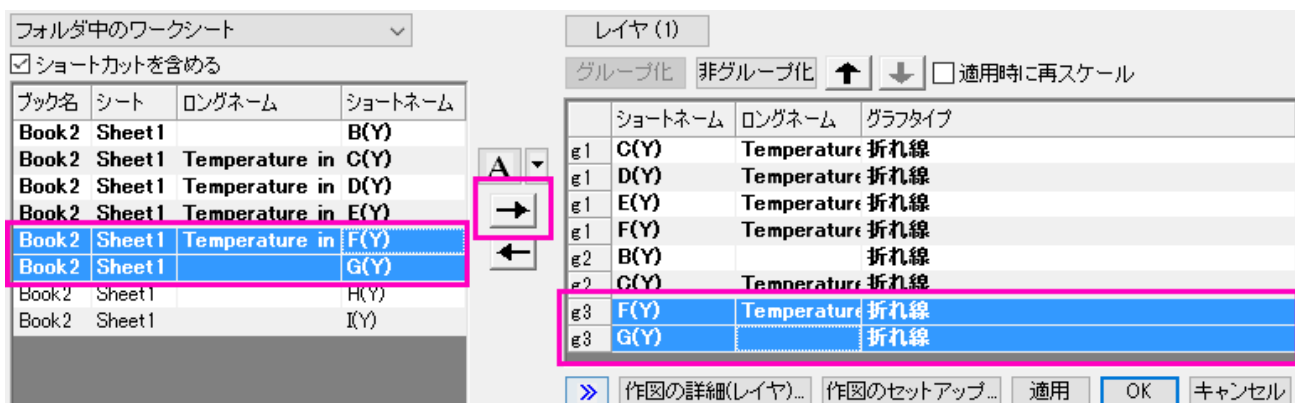 フォルダ中のワークシート
ショートカットを含める
ブック名 シート ロングネーム ショートネーム
Book2 Sheet1 B(Y)
Book2 Sheet1 Temperature in C(Y)
Book2 Sheet1 Temperature in D(Y)
Book2 Sheet1 Temperature in E(Y)
Book2 Sheet1 Temperature in F(Y)
Book2 Sheet1 G(Y)
Book2 Sheet1 H(Y)
Book2 Sheet1 I(Y)
A
レイヤ (1)
グループ化 非グループ化 適用時に再スケール
ショートネーム ロングネーム グラフタイプ
g1 C(Y) Temperature 折れ線
g1 D(Y) Temperature 折れ線
g1 E(Y) Temperature 折れ線
g1 F(Y) Temperature 折れ線
g2 B(Y) 折れ線
g2 C(Y) Temperature 折れ線
g3 F(Y) Temperature 折れ線
g3 G(Y) 折れ線
作図の詳細(レイヤ)... 作図のセットアップ... 適用 OK キャンセル